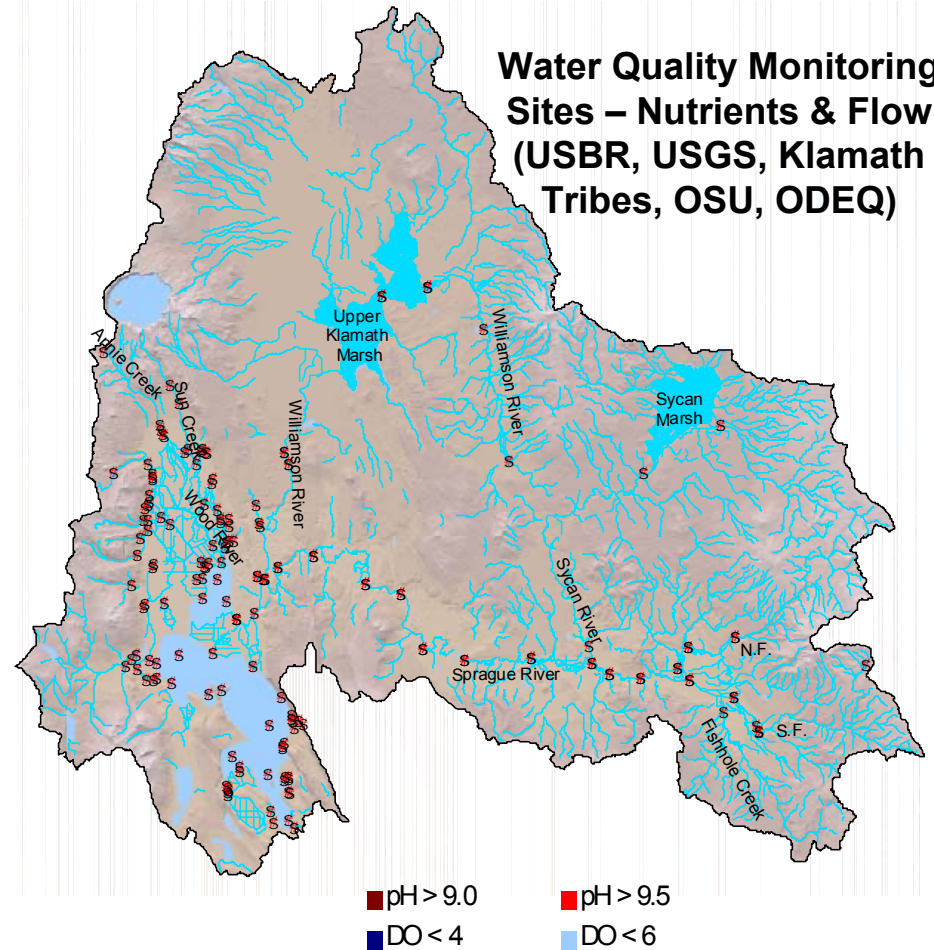 Water Quality Monitoring
Sites – Nutrients & Flow
(USBR, USGS, Klamath
Tribes, OSU, ODEQ)
Upper
Klamath
Marsh
Williamson River
Annie Creek
Sun Creek
Sycan
Marsh
Williamson River
Wood River
Sycan River
N.F.
Sprague River
S.F.
Fishhole Creek
pH > 9.0
pH > 9.5
DO < 4
DO < 6